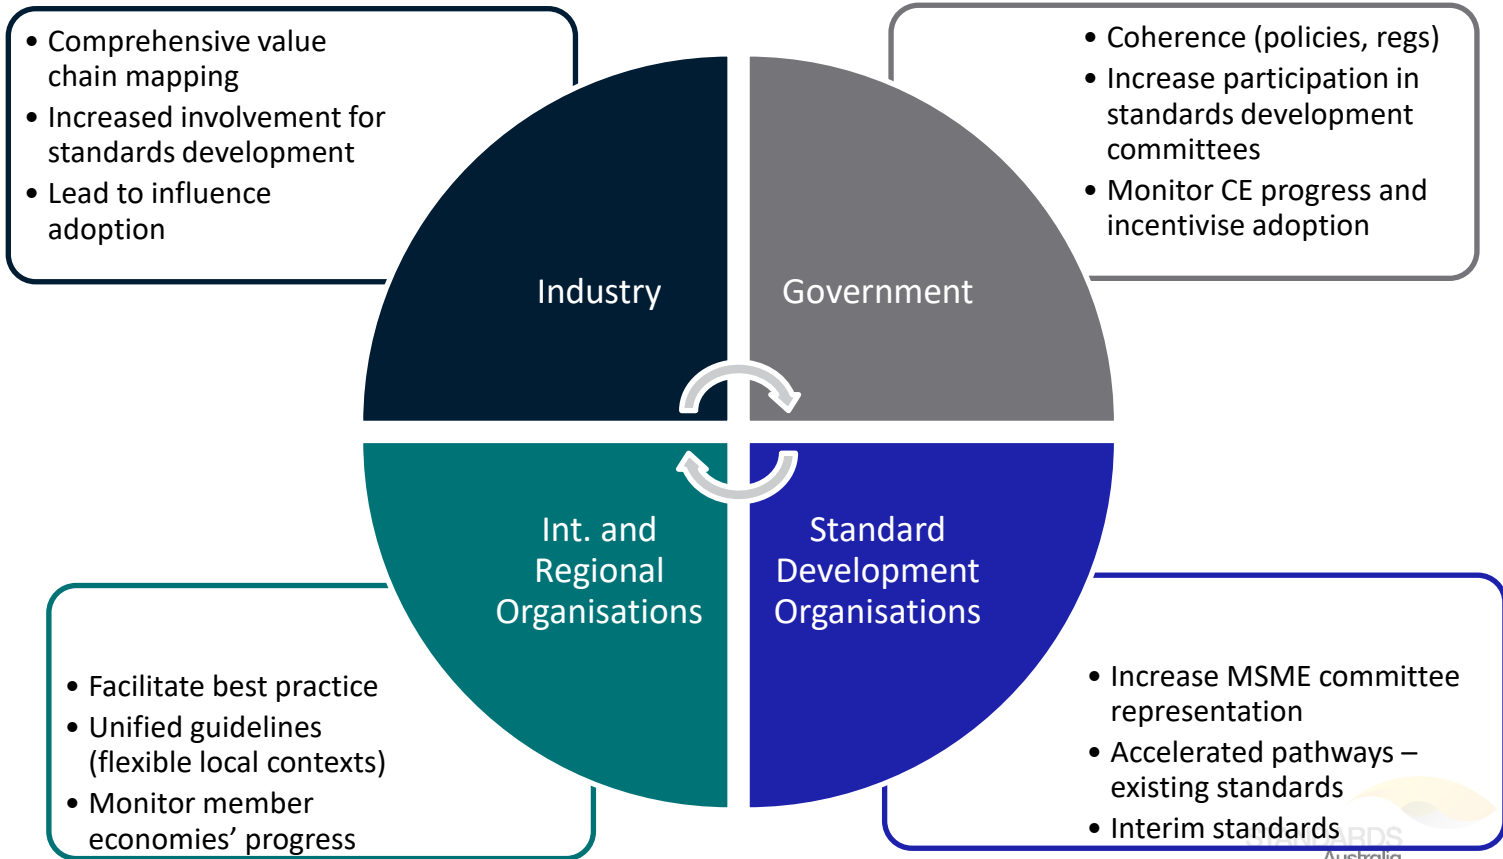 • Comprehensive value
chain mapping
• Increased involvement for
standards development
• Lead to influence
adoption
• Coherence (policies, regs)
• Increase participation in
standards development
committees
• Monitor CE progress and
incentivise adoption
Industry
Government
Int. and
Regional
Organisations
Standard
Development
Organisations
• Facilitate best practice
• Unified guidelines
(flexible local contexts)
• Monitor member
economies’ progress
• Increase MSME committee
representation
• Accelerated pathways –
existing standards
• Interim standards
STANDARDS
Australia